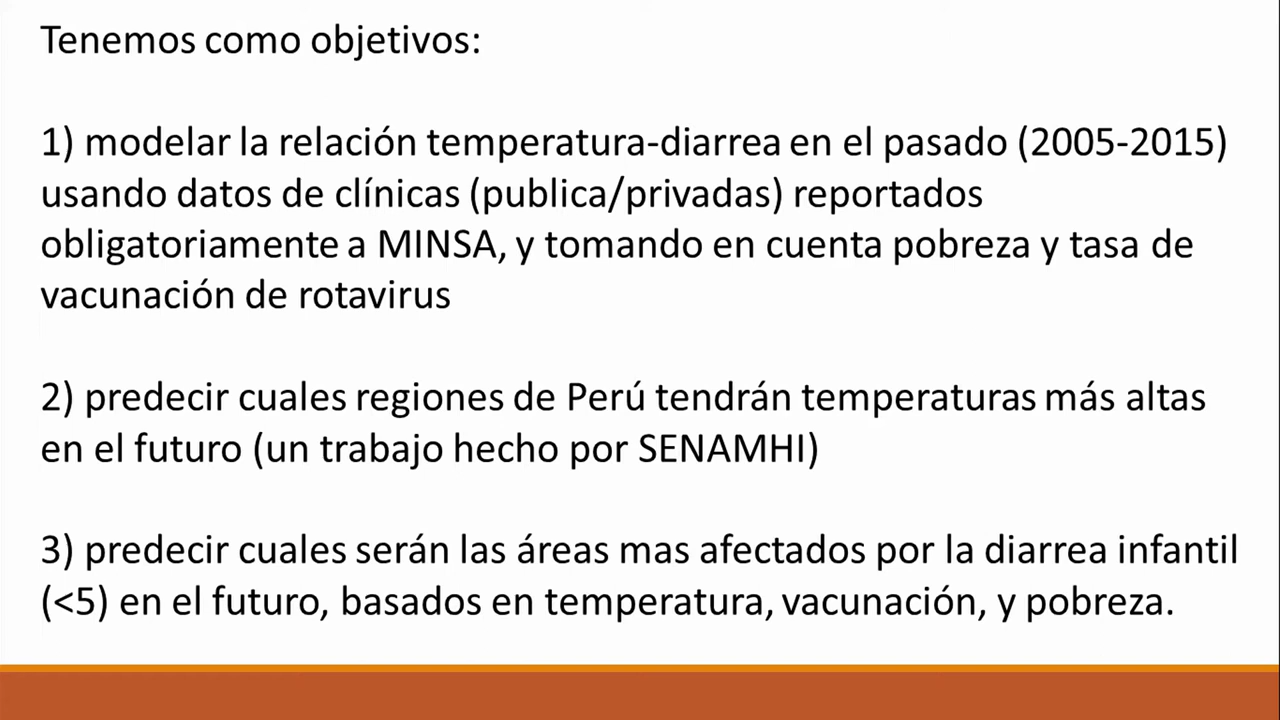 Tenemos como objetivos:
1) modelar la relación temperatura-diarrea en el pasado (2005-2015)
usando datos de clínicas (publica/privadas) reportados
obligatoriamente a MINSA, y tomando en cuenta pobreza y tasa de
vacunación de rotavirus
2) predecir cuales regiones de Perú tendrán temperaturas más altas
en el futuro (un trabajo hecho por SENAMHI)
3) predecir cuales serán las áreas mas afectados por la diarrea infantil
(<5) en el futuro, basados en temperatura, vacunación, y pobreza.